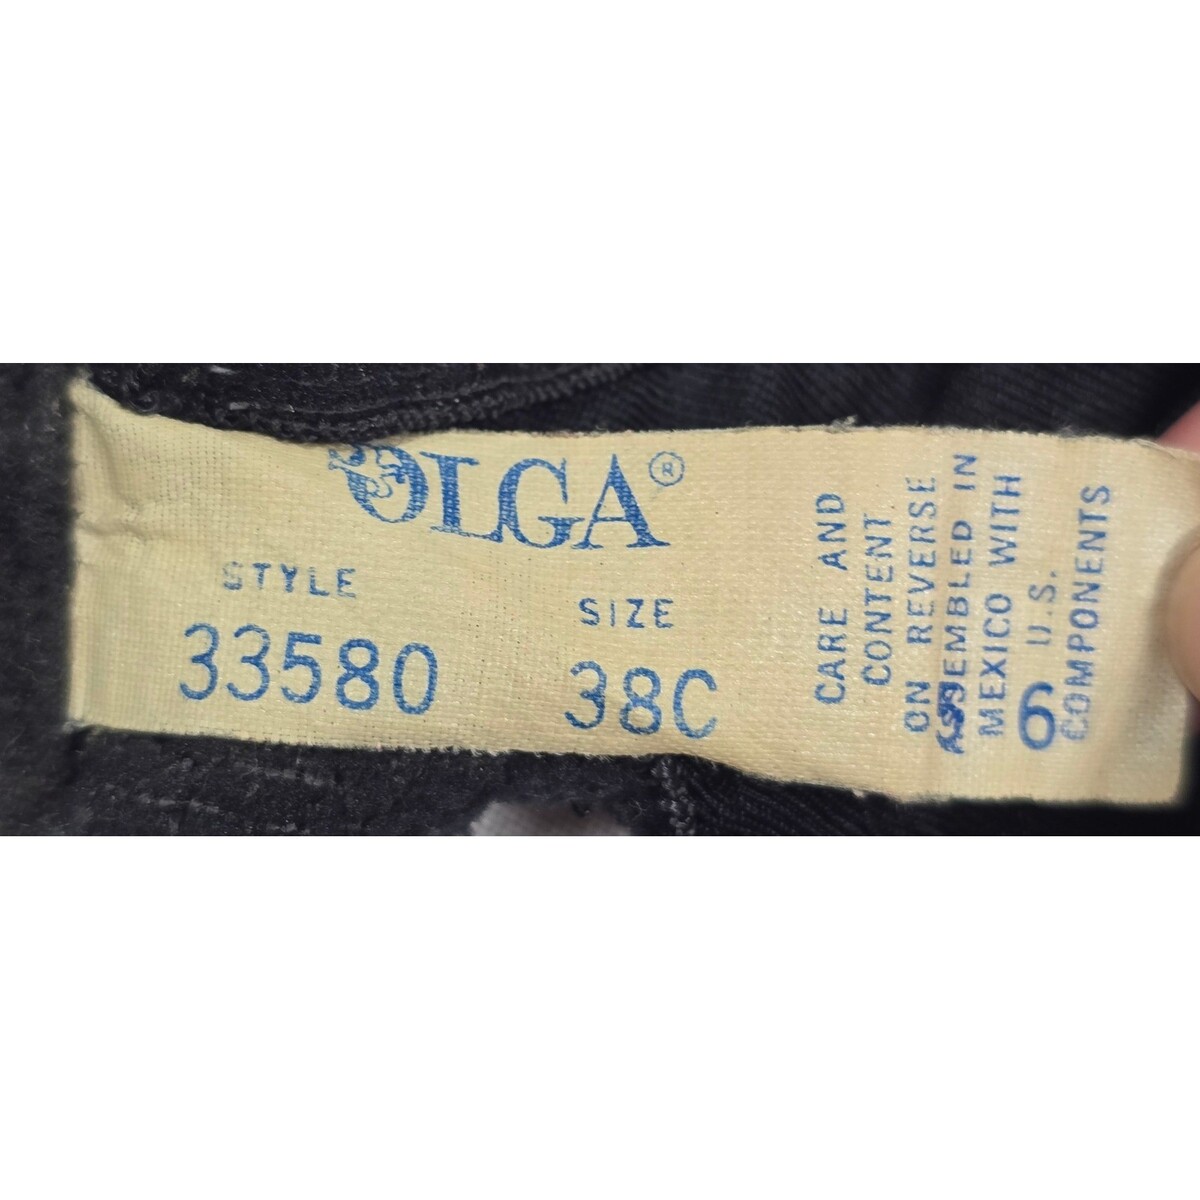 OLGA®
STYLE
33580
SIZE
38C
CARE AND
CONTENT
ON REVERSE
ASSEMBLED IN
MEXICO WITH
U.S.
COMPONENTS
6